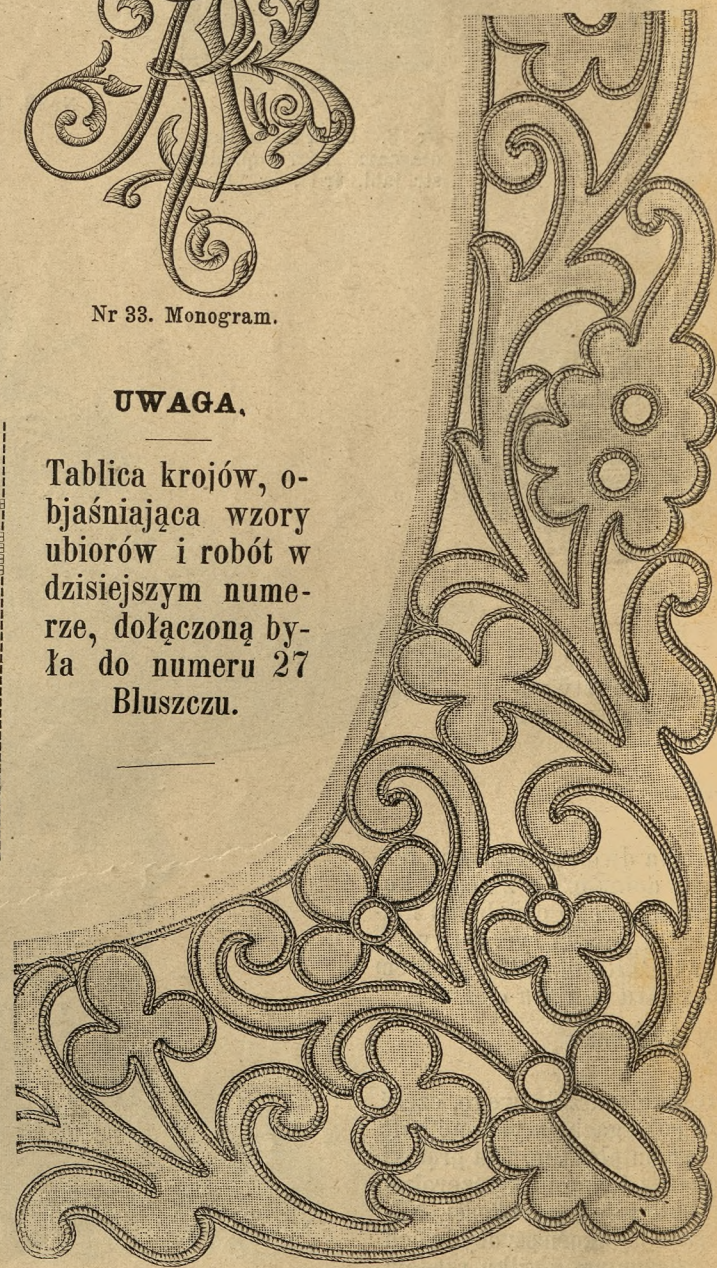 Nr 33. Monogram.
UWAGA.
Tablica krojów, o-
bjaśniająca wzory
ubiorów i robót w
dzisiejszym nume-
rze, dołączoną by-
ła do numeru 27
Bluszczu.